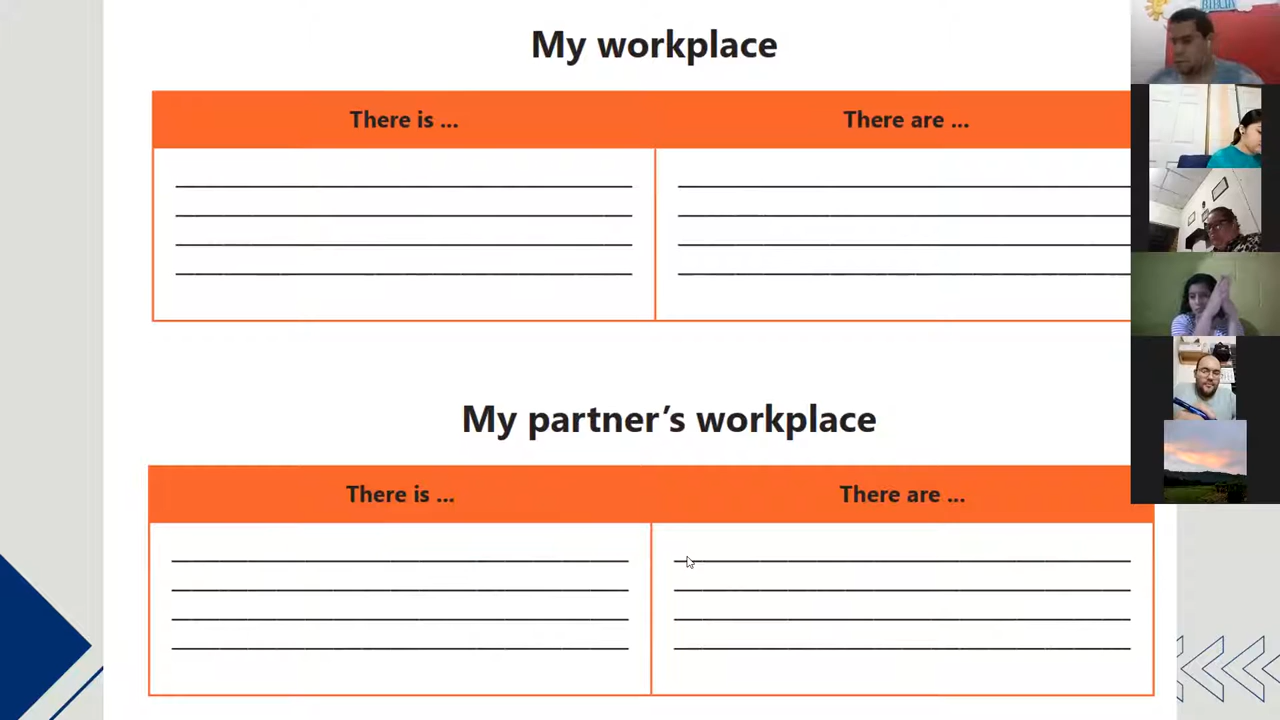 My workplace
There is ...
There are ...
My partner's workplace
There is ...
There are ...